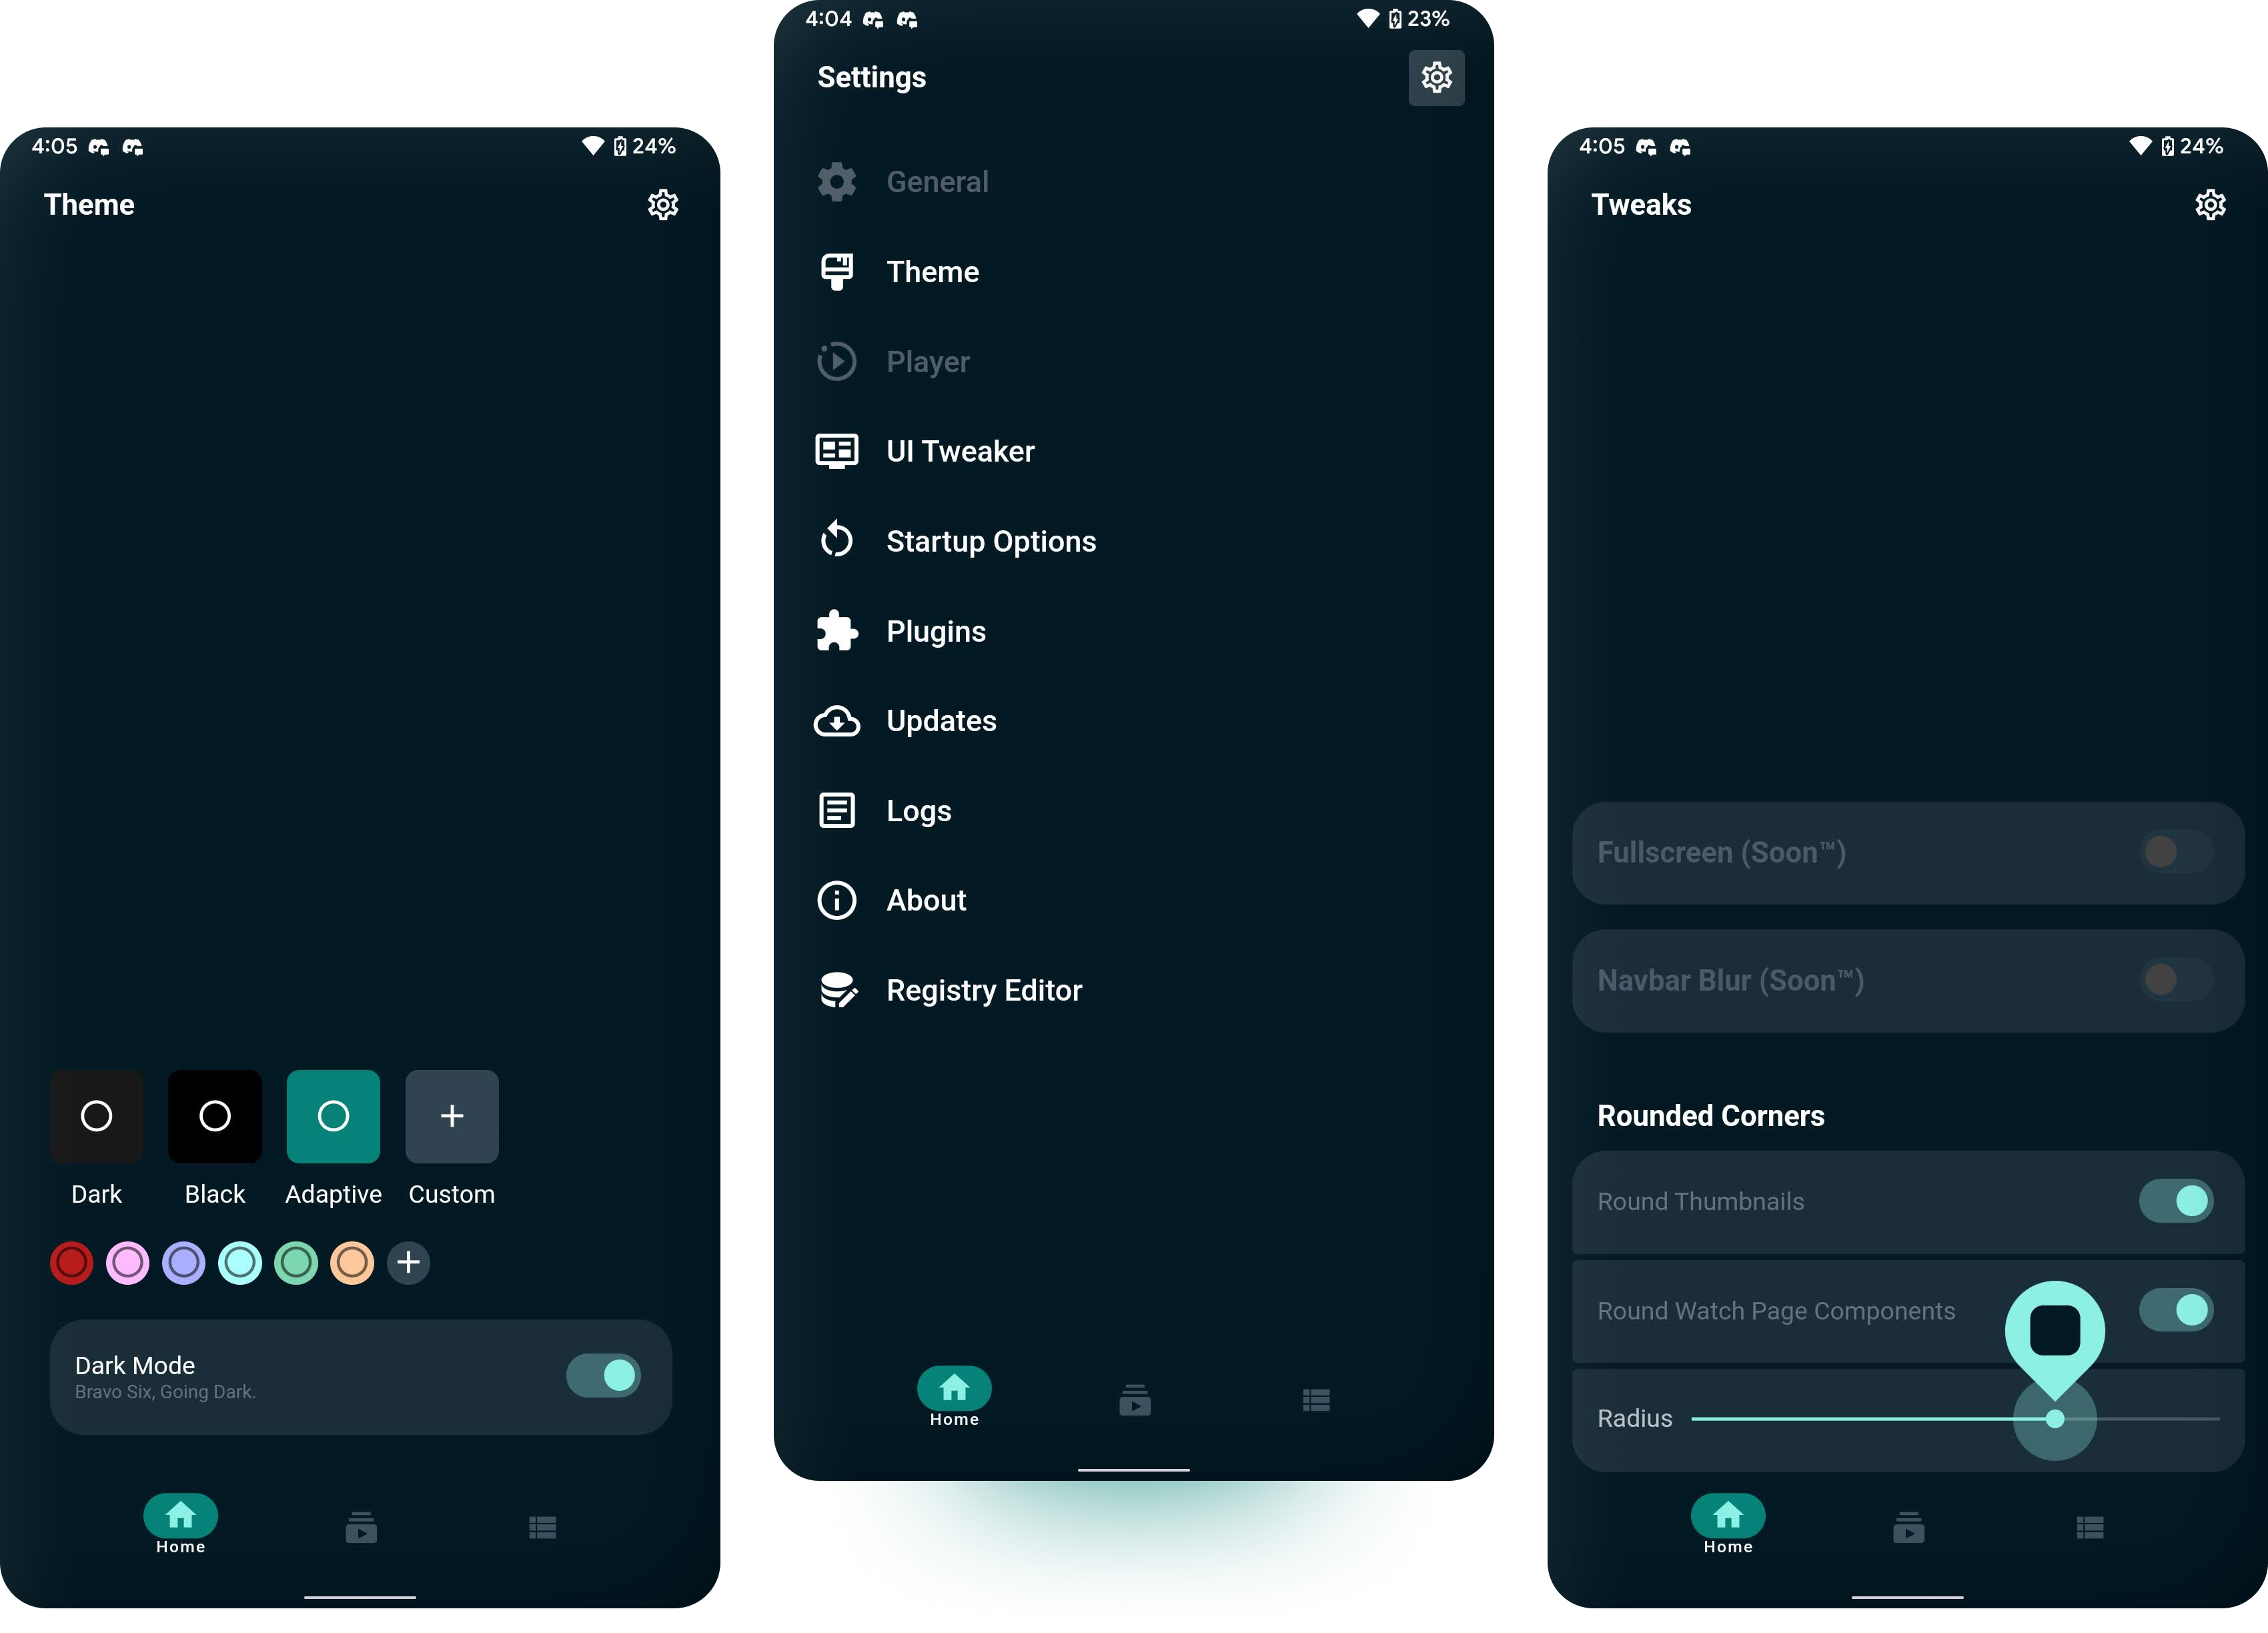 4:05
24%
Theme
Dark
Black
Adaptive
Custom
Dark Mode
Bravo Six, Going Dark.
Home
4:04
23%
Settings
General
Theme
Player
UI Tweaker
Startup Options
Plugins
Updates
Logs
About
Registry Editor
Home
4:05
24%
Tweaks
Fullscreen (Soon™)
Navbar Blur (Soon™)
Rounded Corners
Round Thumbnails
Round Watch Page Components
Radius
Home